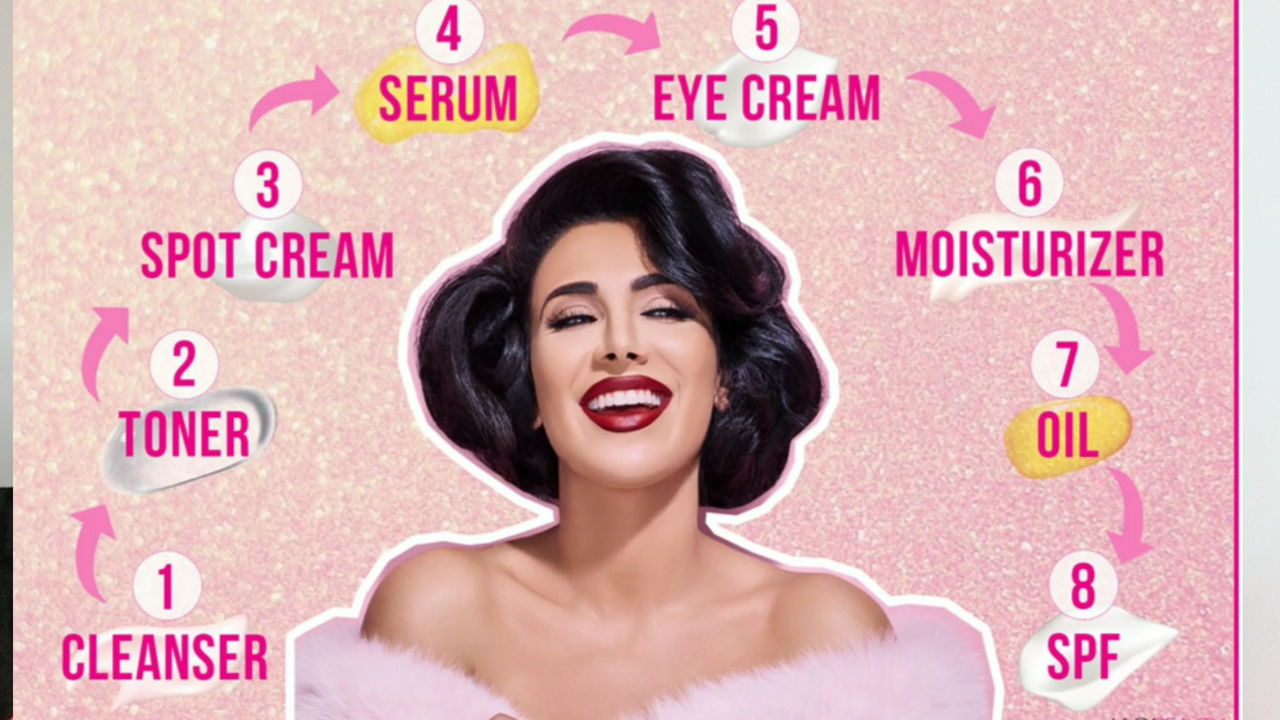 1
CLEANSER
2
TONER
3
SPOT CREAM
4
SERUM
5
EYE CREAM
6
MOISTURIZER
7
OIL
8
SPF